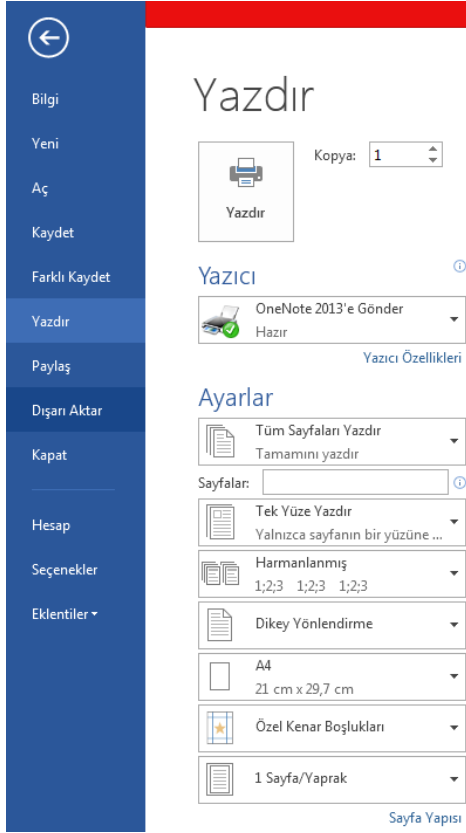 Bilgi
Yeni
Aç
Kaydet
Farklı Kaydet
Yazdır
Paylaş
Dışarı Aktar
Kapat
Hesap
Seçenekler
Eklentiler
Yazdır
Kopya: 1
Yazdır
Yazıcı
OneNote 2013'e Gönder
Hazır
Yazıcı Özellikleri
Ayarlar
Tüm Sayfaları Yazdır
Tamamını yazdır
Sayfalar:
Tek Yüze Yazdır
Yalnızca sayfanın bir yüzüne ...
Harmanlanmış
1;2;3 1;2;3 1;2;3
Dikey Yönlendirme
A4
21 cm x 29,7 cm
Özel Kenar Boşlukları
1 Sayfa/Yaprak
Sayfa Yapısı